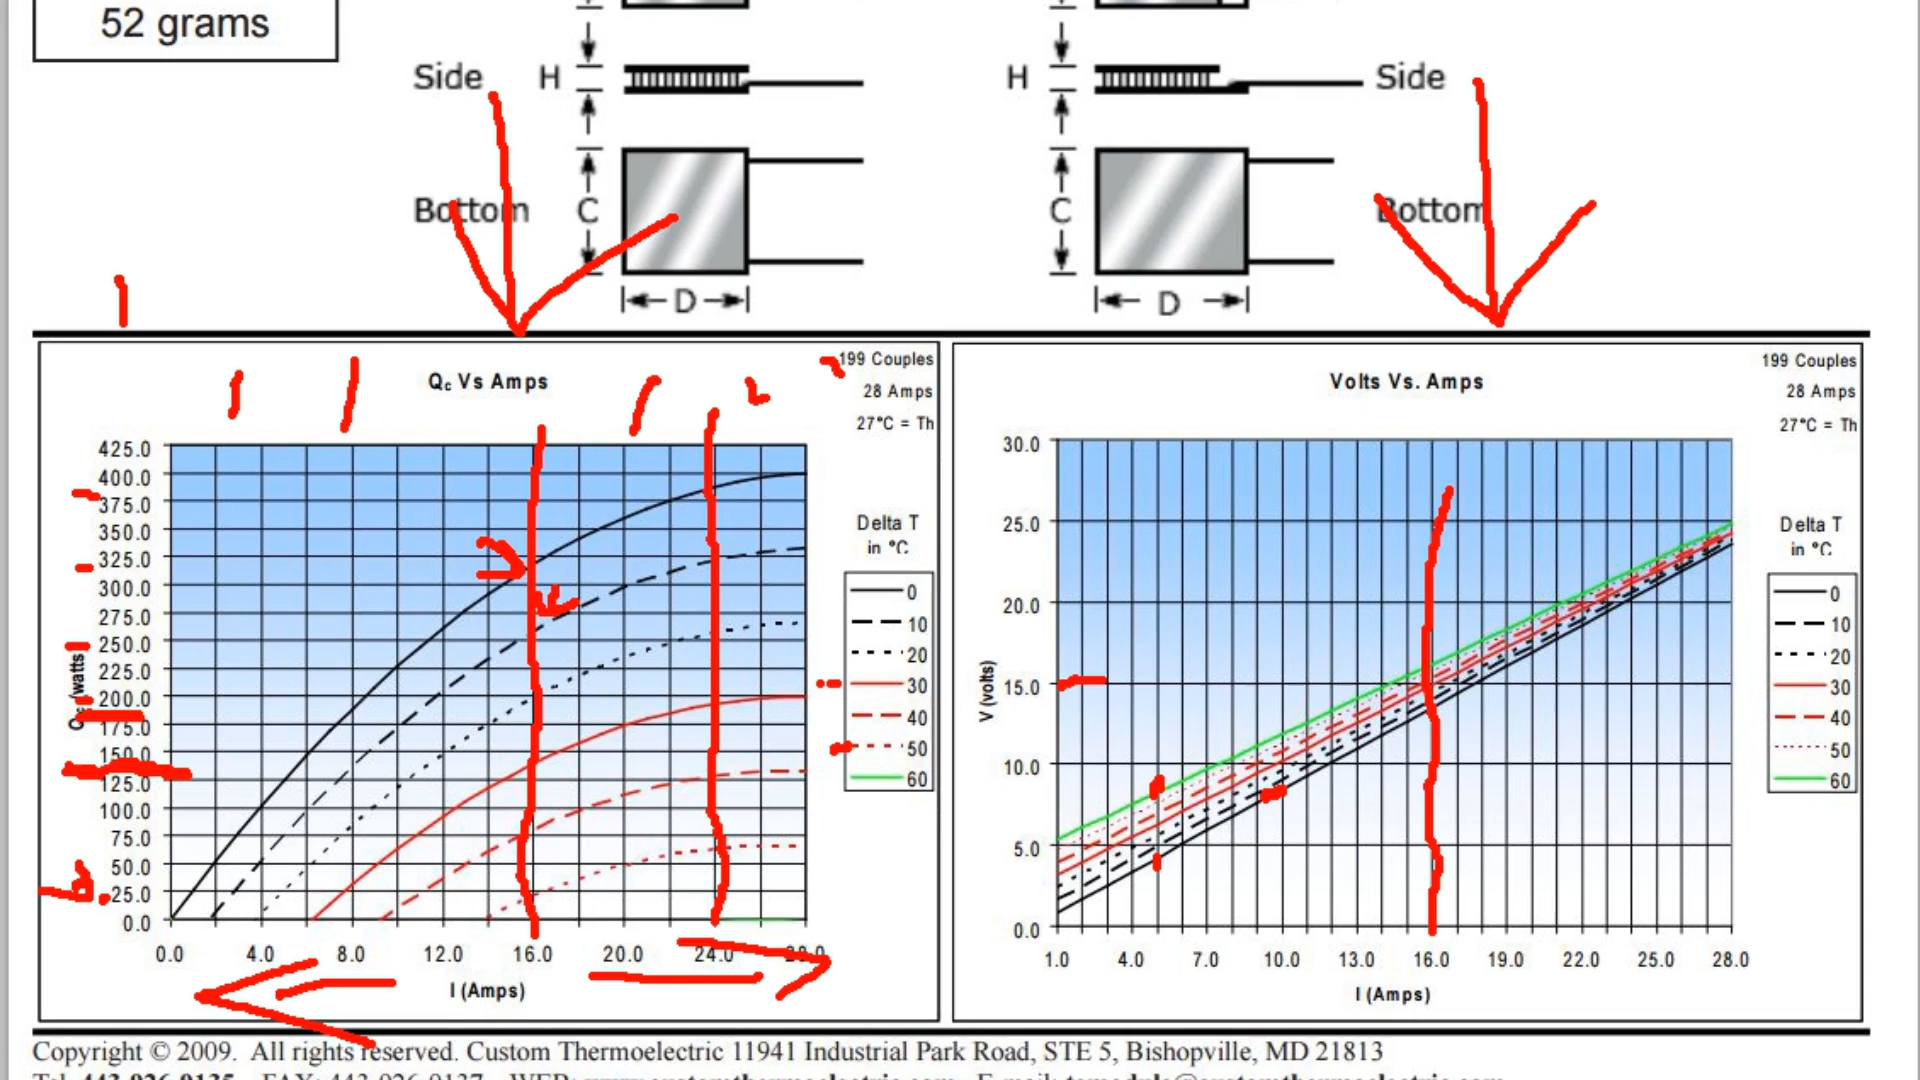 52 grams
Side H H Side
Bottom C C Bottom
D D
Qc Vs Amps
199 Couples
28 Amps
27°C = Th
425.0
400.0
375.0
350.0
325.0
300.0
275.0
250.0
225.0
200.0
175.0
150.0
125.0
100.0
75.0
50.0
25.0
0.0
0.0 4.0 8.0 12.0 16.0 20.0 24.0 28.0
I (Amps)
Delta T
in °C
0
10
20
30
40
50
60
Volts Vs. Amps
199 Couples
28 Amps
27°C = Th
V (volts)
30.0
25.0
20.0
15.0
10.0
5.0
0.0
1.0 4.0 7.0 10.0 13.0 16.0 19.0 22.0 25.0 28.0
I (Amps)
Delta T
in °C
0
10
20
30
40
50
60
Copyright © 2009. All rights reserved. Custom Thermoelectric 11941 Industrial Park Road, STE 5, Bishopville, MD 21813